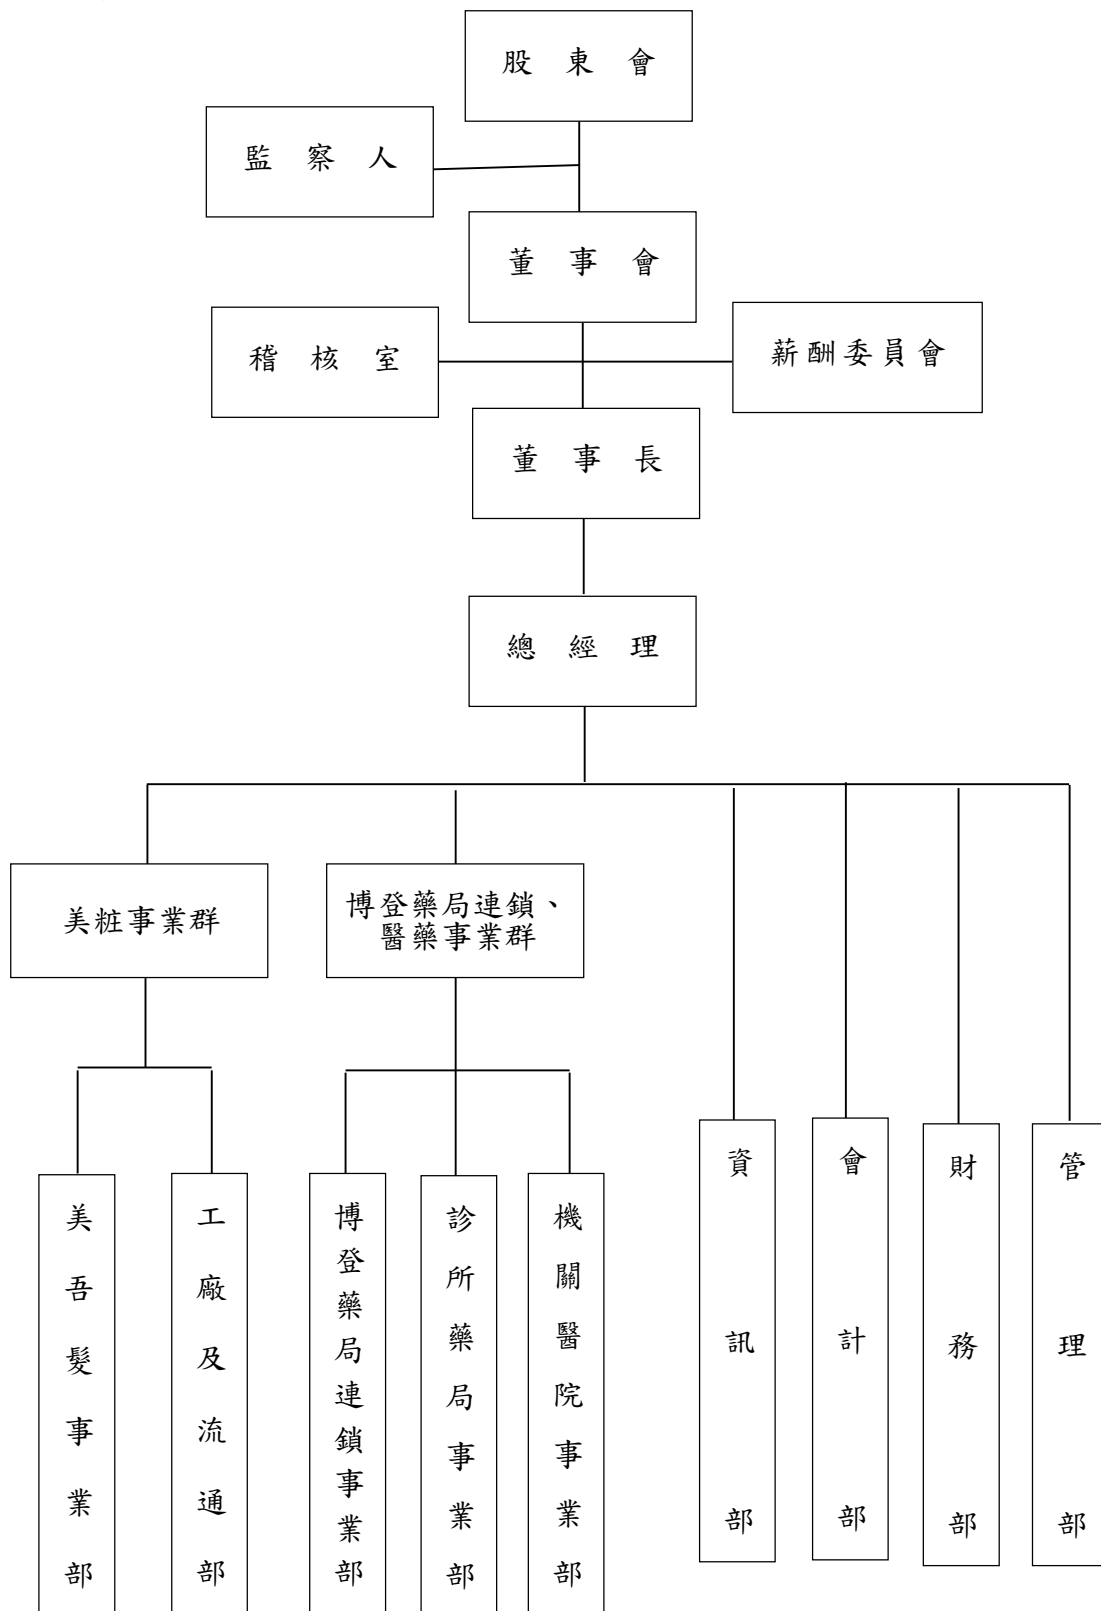 股東會
監察人
董事會
稽核室
薪酬委員會
董事長
總經理
美粧事業群
博登藥局連鎖、
醫藥事業群
資訊部
會計部
財務部
管理部
美吾髮事業部
工廠及流通部
博登藥局連鎖事業部
診所藥局事業部
機關醫院事業部